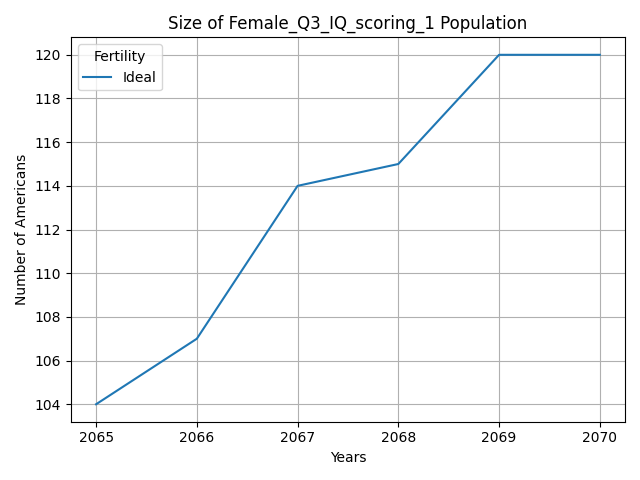 Size of Female_Q3_IQ_scoring_1 Population
Fertility
Ideal
Number of Americans
120
118
116
114
112
110
108
106
104
2065 2066 2067 2068 2069 2070
Years